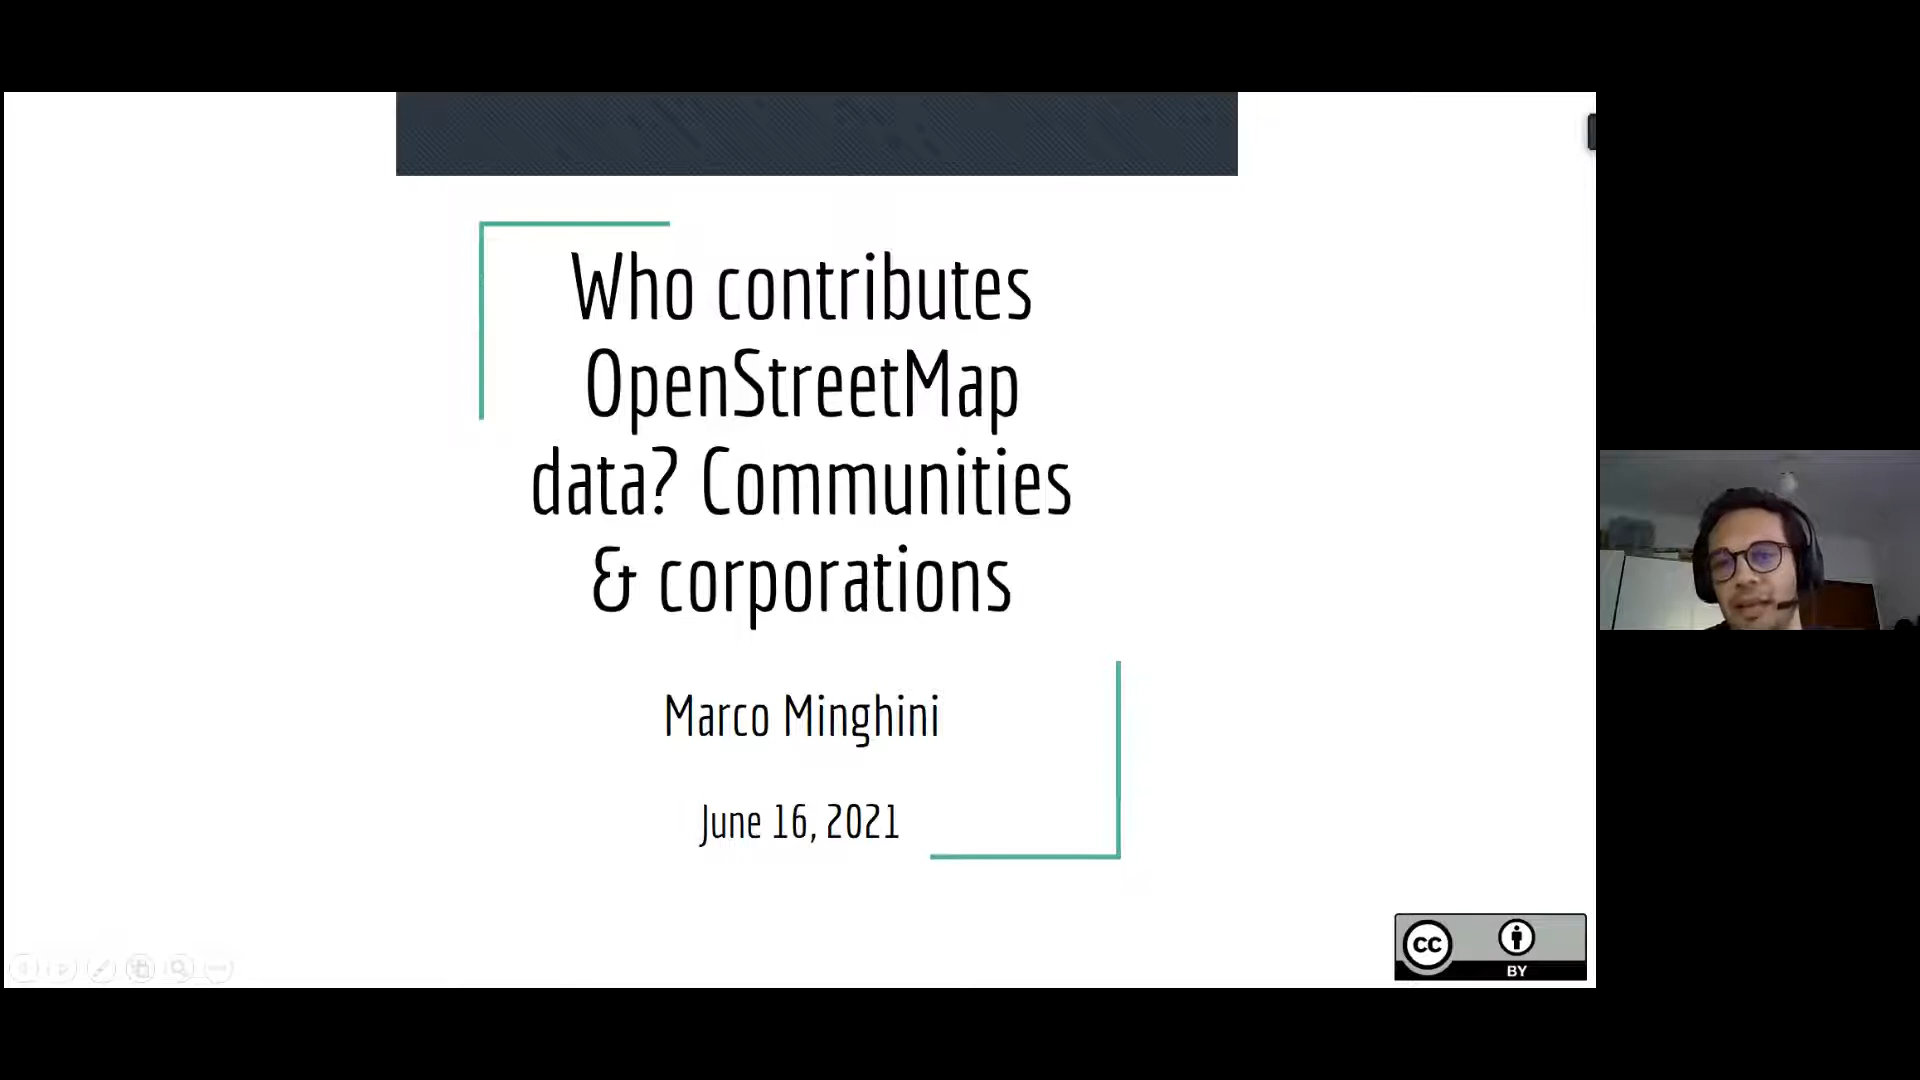 Who contributes
OpenStreetMap
data? Communities
& corporations
Marco Minghini
June 16, 2021
CC
BY